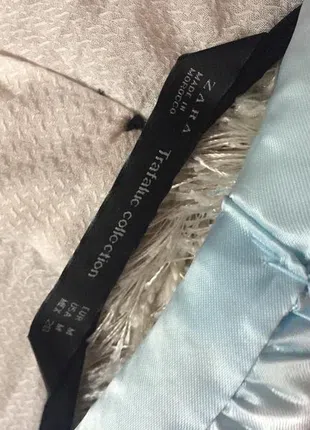 ZARA
MADE IN
MOROCCO
Trafaluc collection
EUR M
USA M
MEX 28